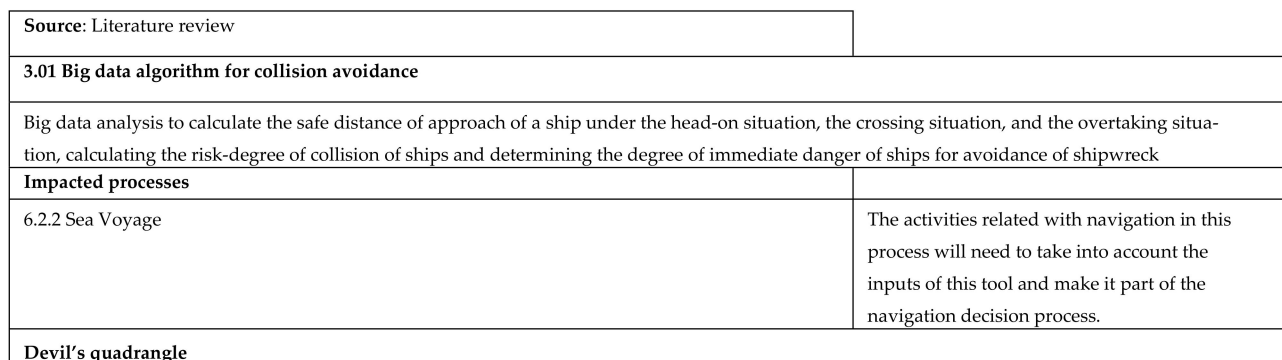 Source: Literature review
3.01 Big data algorithm for collision avoidance
Big data analysis to calculate the safe distance of approach of a ship under the head-on situation, the crossing situation, and the overtaking situa-
tion, calculating the risk-degree of collision of ships and determining the degree of immediate danger of ships for avoidance of shipwreck
Impacted processes
6.2.2 Sea Voyage
The activities related with navigation in this
process will need to take into account the
inputs of this tool and make it part of the
navigation decision process.
Devil's quadrangle